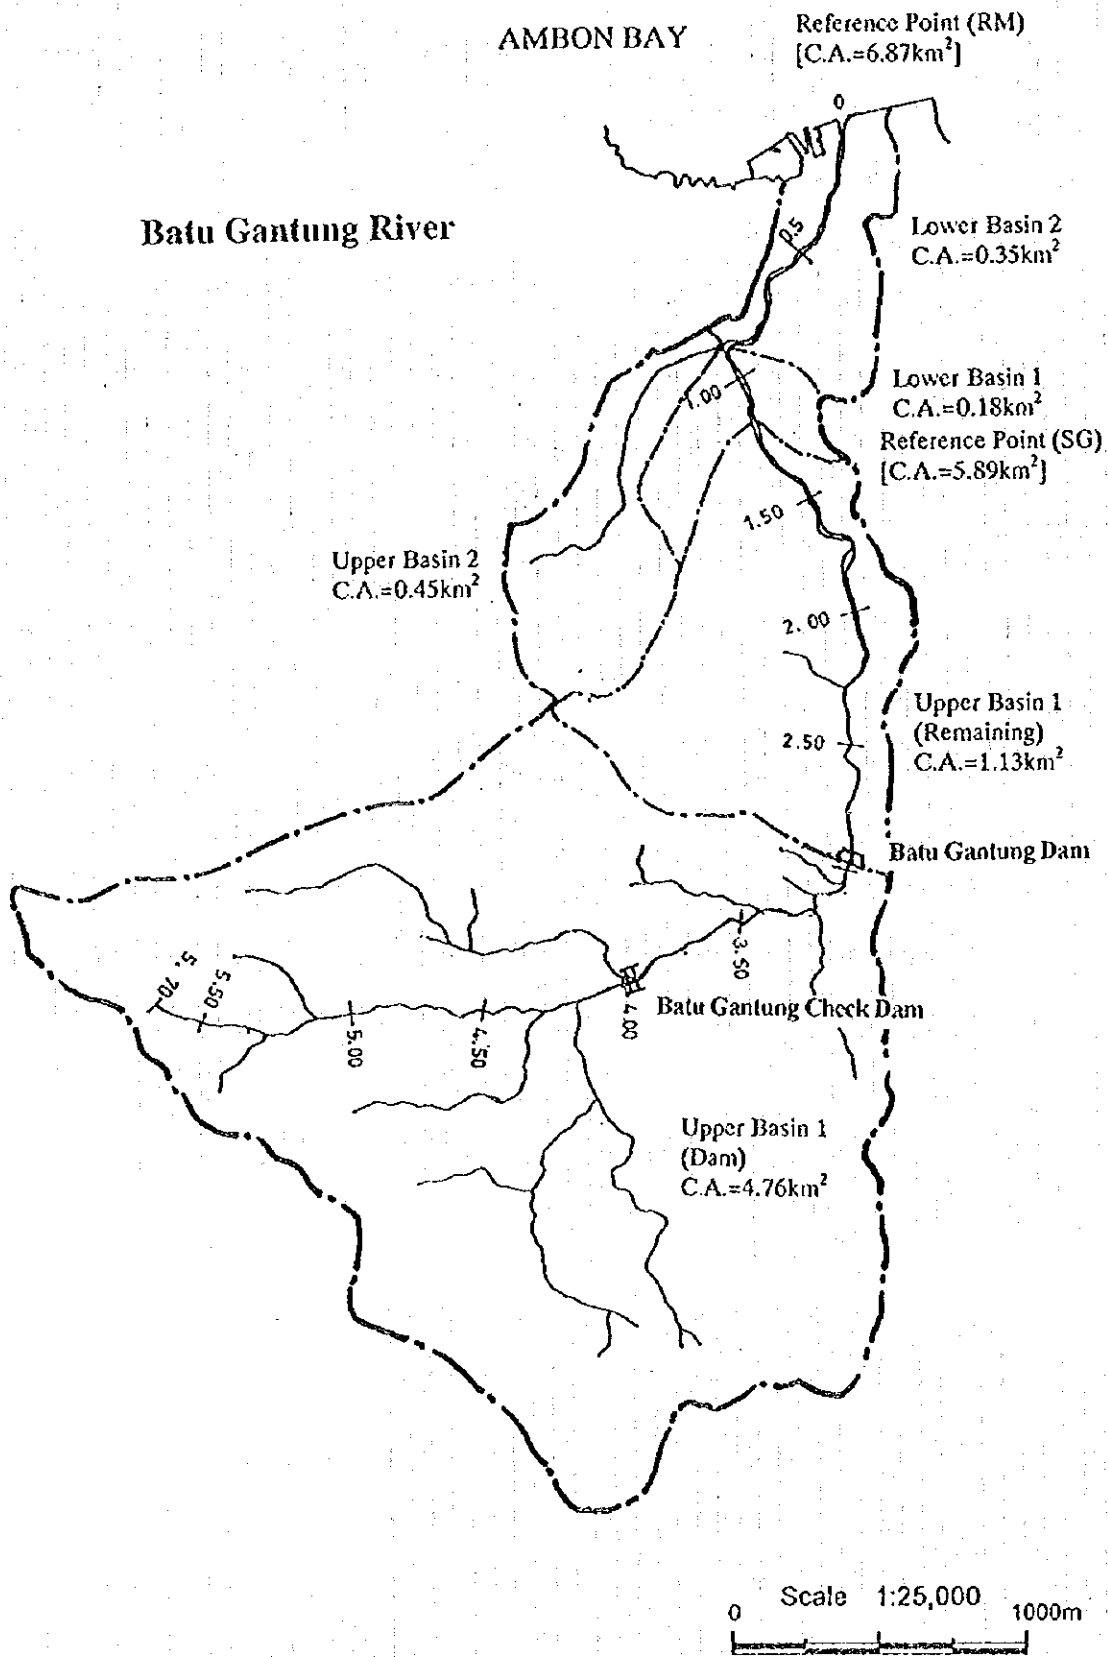 AMBON BAY
Reference Point (RM)
[C.A.=6.87km²]
0
Batu Gantung River
0.5
Lower Basin 2
C.A.=0.35km²
Lower Basin 1
C.A.=0.18km²
1.00
Reference Point (SG)
[C.A.=5.89km²]
1.50
Upper Basin 2
C.A.=0.45km²
2.00
Upper Basin 1
(Remaining)
C.A.=1.13km²
2.50
Batu Gantung Dam
3.50
5.70
5.50
5.00
4.50
4.00
Batu Gantung Check Dam
Upper Basin 1
(Dam)
C.A.=4.76km²
Scale 1:25,000
0 1000m